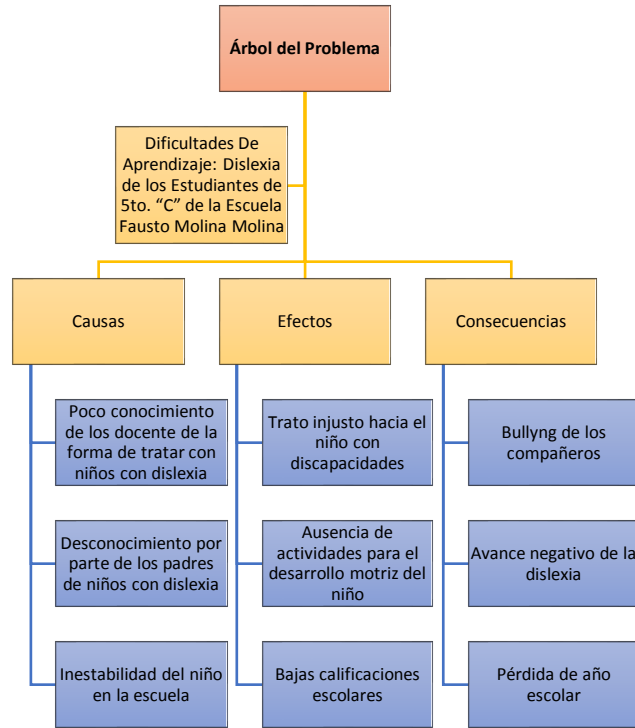 Árbol del Problema
Dificultades De
Aprendizaje: Dislexia
de los Estudiantes de
5to. “C” de la Escuela
Fausto Molina Molina
Causas
Poco conocimiento
de los docente de la
forma de tratar con
niños con dislexia
Desconocimiento por
parte de los padres
de niños con dislexia
Inestabilidad del niño
en la escuela
Efectos
Trato injusto hacia el
niño con
discapacidades
Ausencia de
actividades para el
desarrollo motriz del
niño
Bajas calificaciones
escolares
Consecuencias
Bullyng de los
compañeros
Avance negativo de la
dislexia
Pérdida de año
escolar